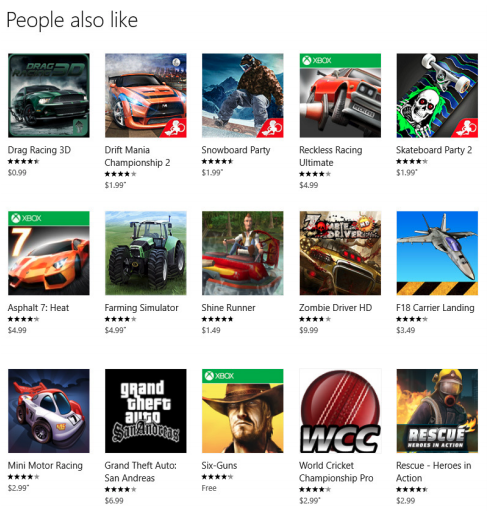 People also like
DRAG
RACING 3D
XBOX
Drag Racing 3D
Drift Mania
Championship 2
Snowboard Party
Reckless Racing
Ultimate
Skateboard Party 2
$0.99
$1.99*
$1.99*
$4.99
$1.99*
XBOX
7
ZOMBIE
DRIVER
Asphalt 7: Heat
Farming Simulator
Shine Runner
Zombie Driver HD
F18 Carrier Landing
$4.99
$4.99*
$1.49
$9.99
$3.49
grand
theft
auto
SanAndreas
XBOX
WCC
RESCUE
HEROES IN ACTION
Mini Motor Racing
Grand Theft Auto:
San Andreas
Six-Guns
World Cricket
Championship Pro
Rescue - Heroes in
Action
$2.99*
$6.99
Free
$2.99*
$2.99